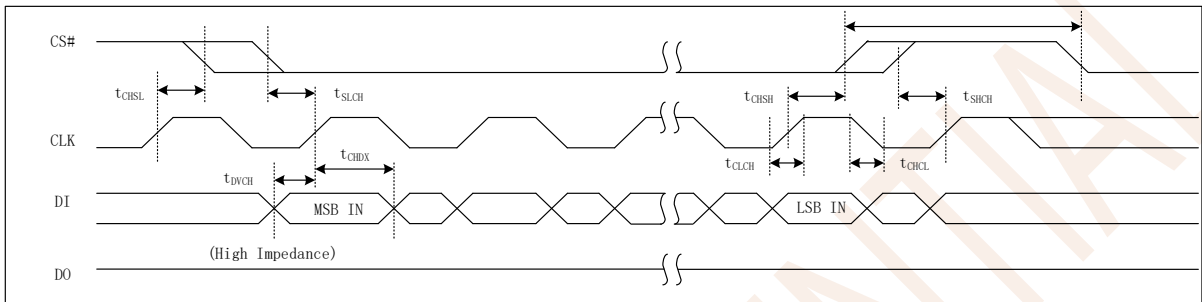 CS#
tCHSL
tSLCH
tCHSH
tSHCH
CLK
tDVCH
tCHDX
tCLCH
tCHCL
DI
MSB IN
LSB IN
(High Impedance)
DO